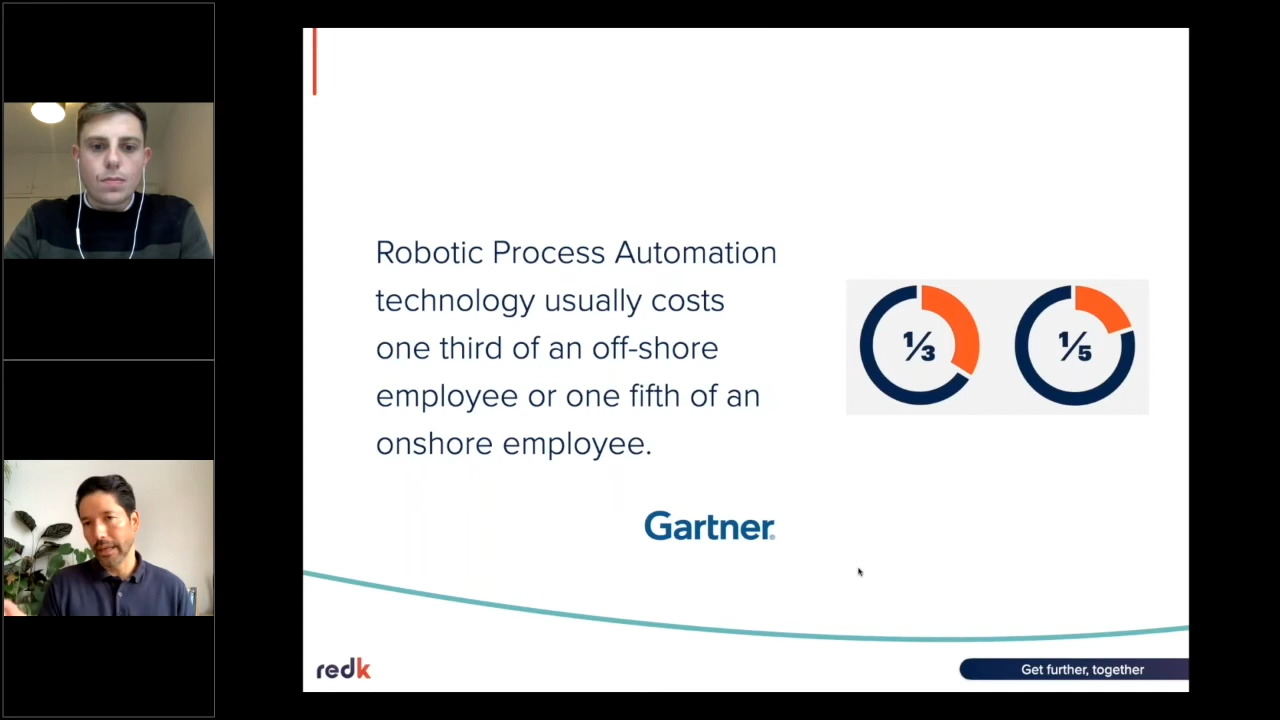 Robotic Process Automation
technology usually costs
one third of an off-shore
employee or one fifth of an
onshore employee.
1/3
1/5
Gartner®
redk
Get further, together